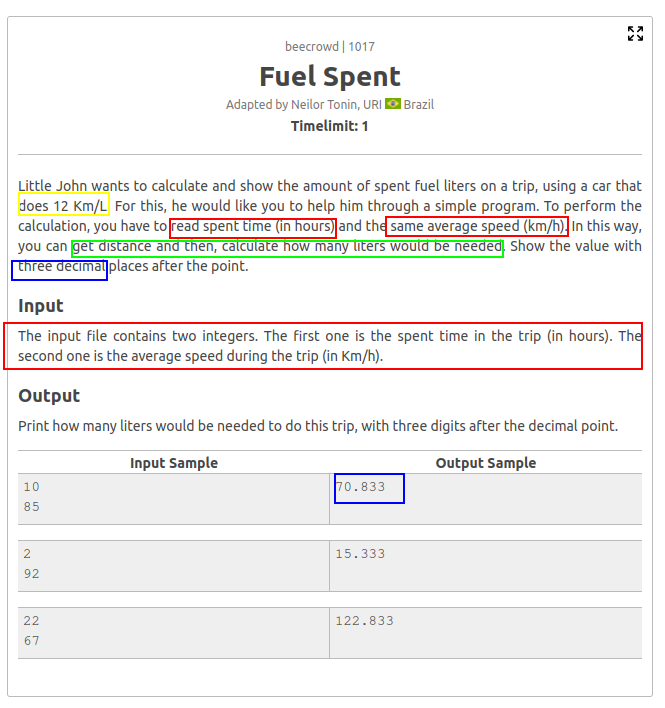 beecrowd | 1017
Fuel Spent
Adapted by Neilor Tonin, URI Brazil
Timelimit: 1
Little John wants to calculate and show the amount of spent fuel liters on a trip, using a car that
does 12 Km/L. For this, he would like you to help him through a simple program. To perform the
calculation, you have to read spent time (in hours) and the same average speed (km/h). In this way,
you can get distance and then, calculate how many liters would be needed. Show the value with
three decimal places after the point.
Input
The input file contains two integers. The first one is the spent time in the trip (in hours). The
second one is the average speed during the trip (in Km/h).
Output
Print how many liters would be needed to do this trip, with three digits after the decimal point.
Input Sample Output Sample
10 70.833
85
2 15.333
92
22 122.833
67